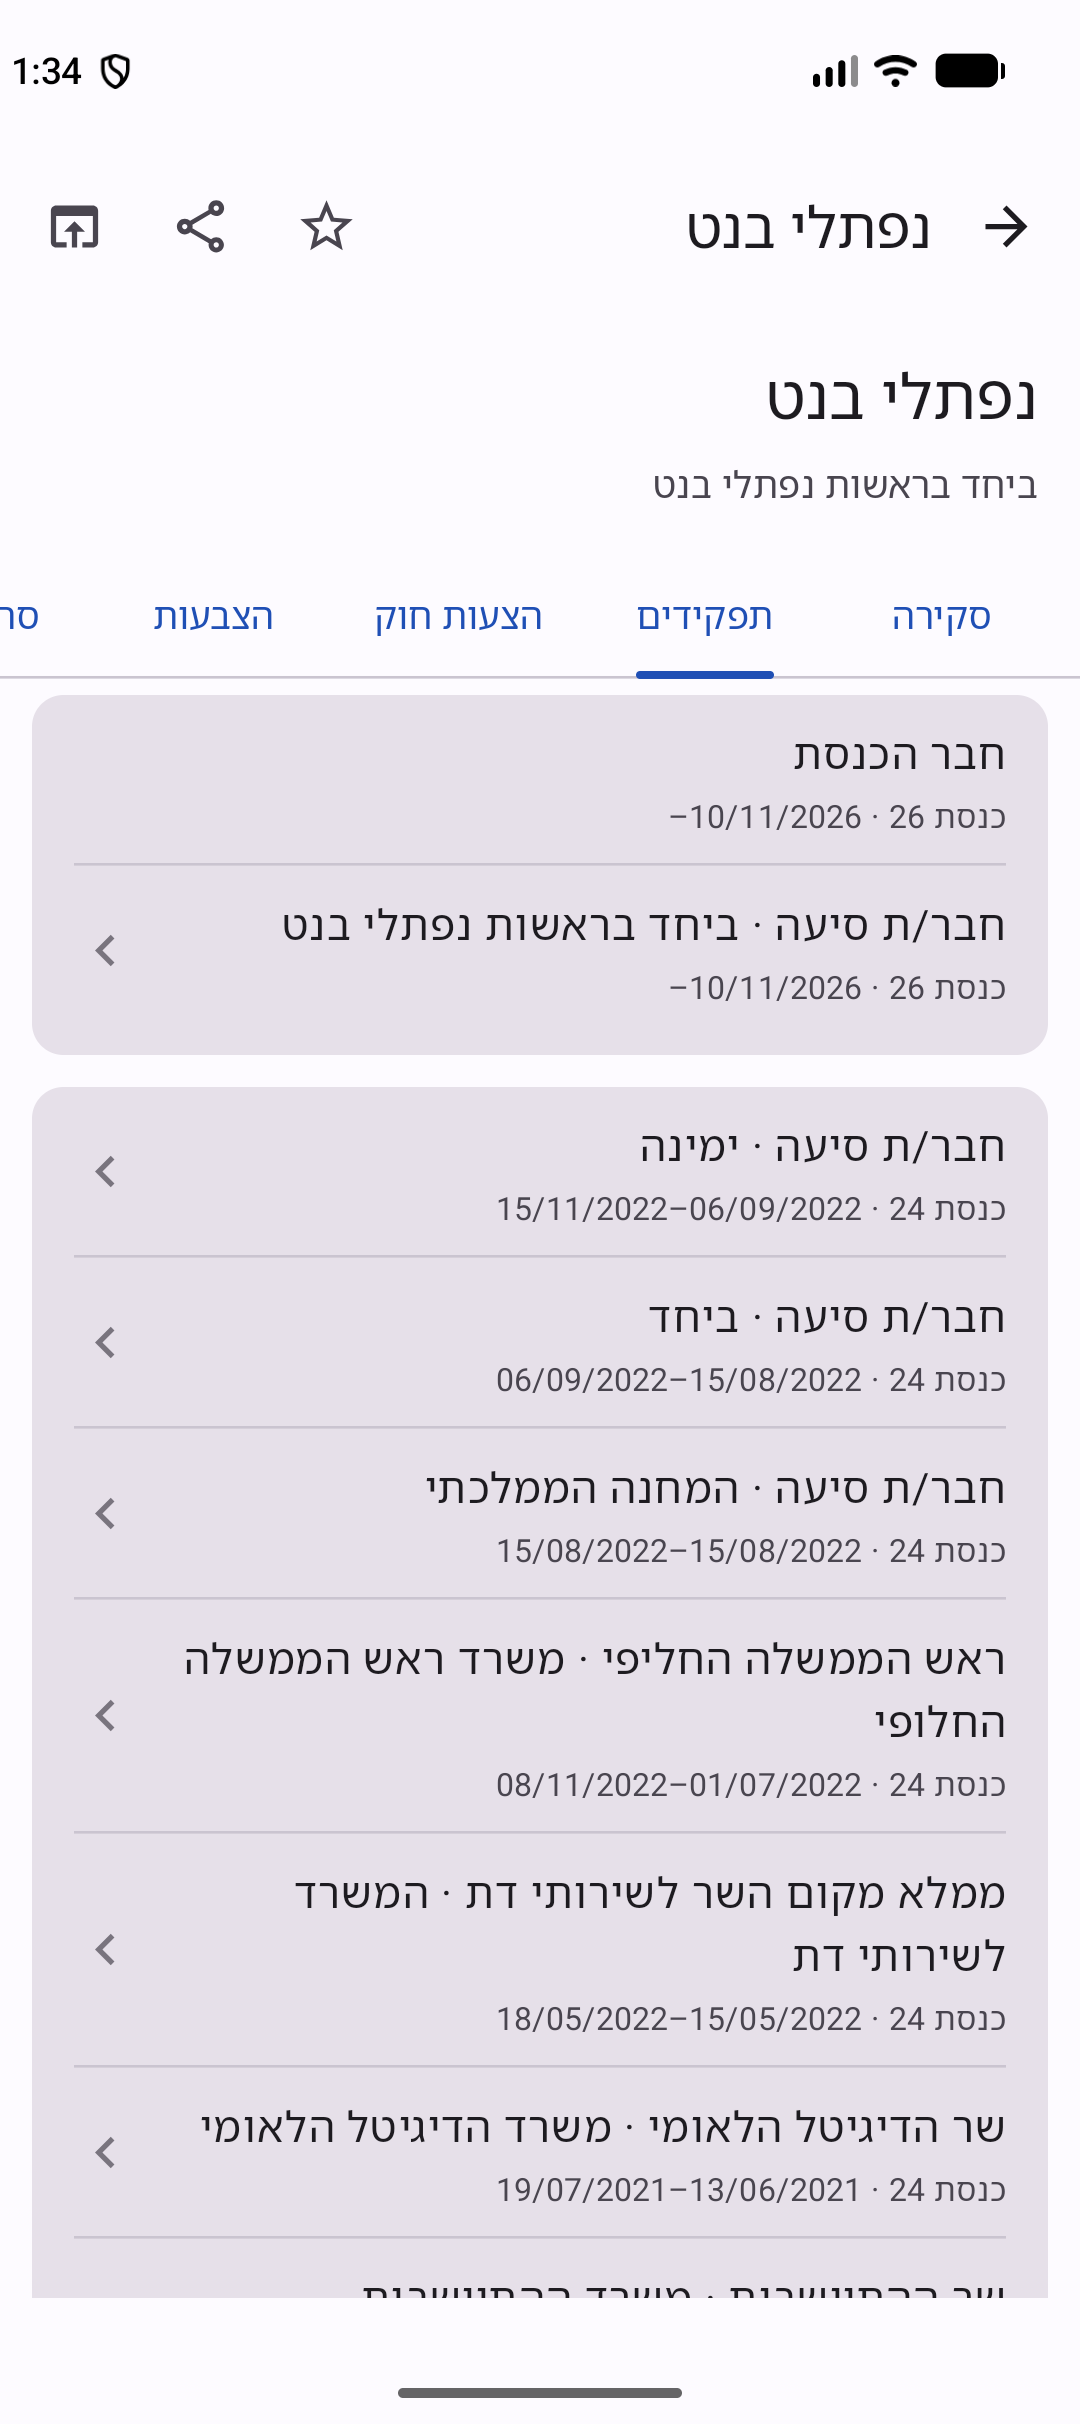 1:34
נפתלי בנט
נפתלי בנט
ביחד בראשות נפתלי בנט
סקירה
תפקידים
הצעות חוק
הצבעות
חבר הכנסת
כנסת 26 · 10/11/2026–
חבר/ת סיעה · ביחד בראשות נפתלי בנט
כנסת 26 · 10/11/2026–
חבר/ת סיעה · ימינה
כנסת 24 · 06/09/2022–15/11/2022
חבר/ת סיעה · ביחד
כנסת 24 · 15/08/2022–06/09/2022
חבר/ת סיעה · המחנה הממלכתי
כנסת 24 · 15/08/2022–15/08/2022
ראש הממשלה החליפי · משרד ראש הממשלה
החלופי
כנסת 24 · 01/07/2022–08/11/2022
ממלא מקום השר לשירותי דת · המשרד
לשירותי דת
כנסת 24 · 15/05/2022–18/05/2022
שר הדיגיטל הלאומי · משרד הדיגיטל הלאומי
כנסת 24 · 13/06/2021–19/07/2021